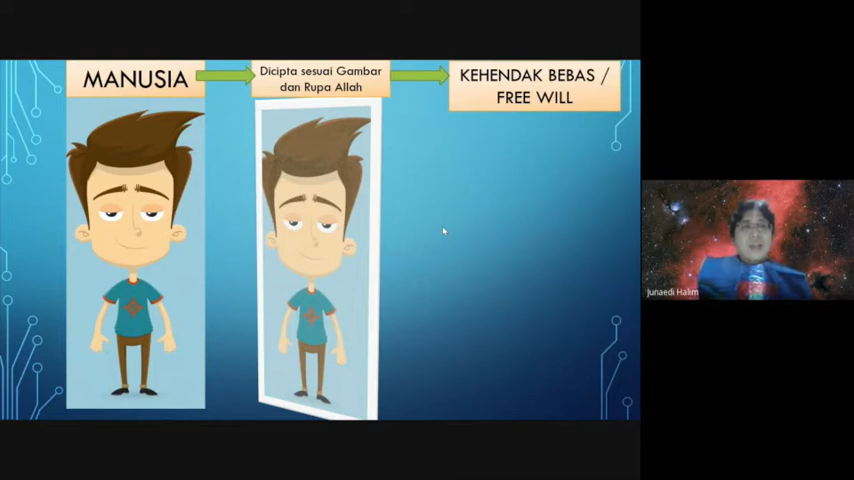 MANUSIA
Dicipta sesuai Gambar
dan Rupa Allah
KEHENDAK BEBAS /
FREE WILL
Junaedi Halim